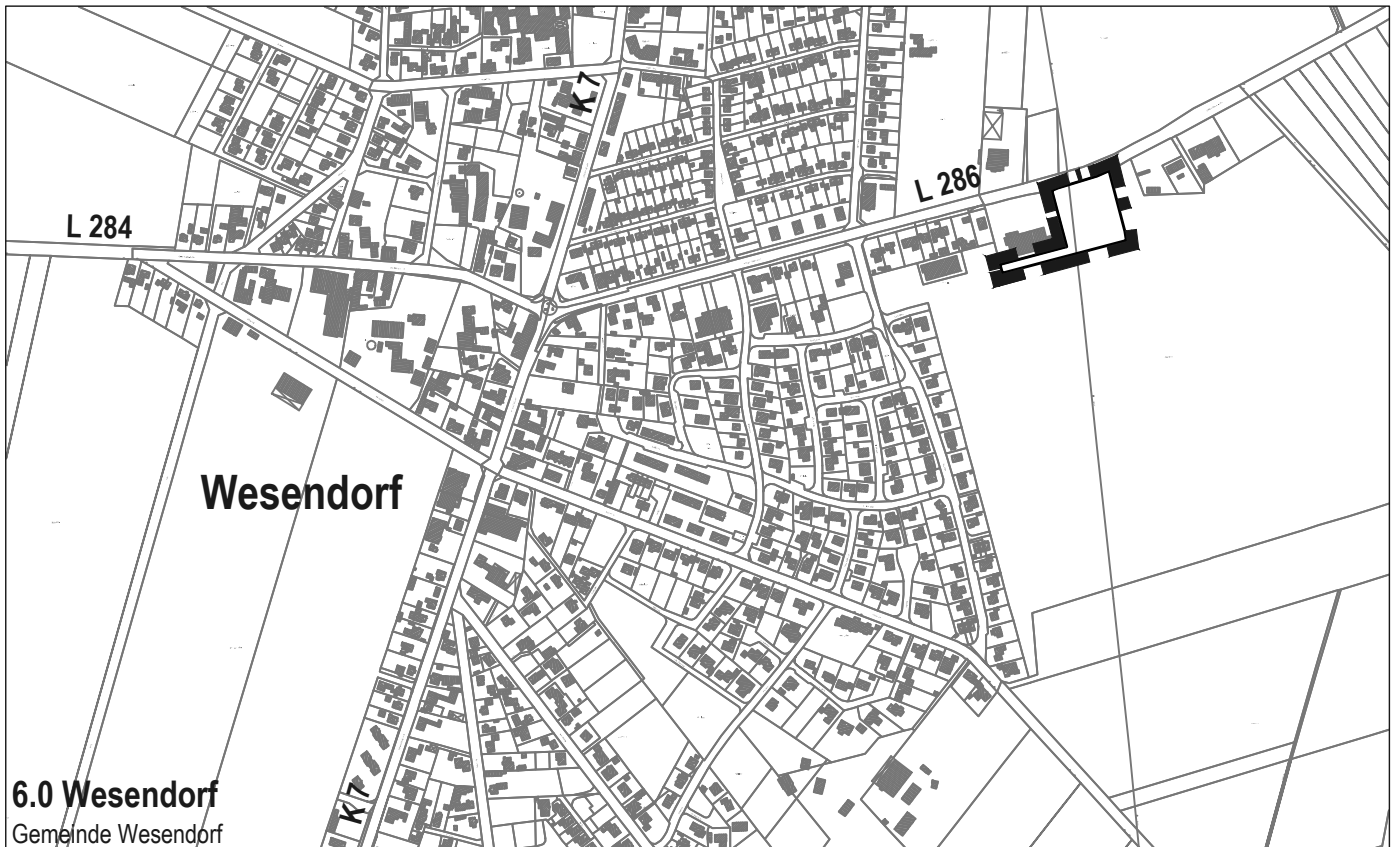 K 7
L 286
L 284
Wesendorf
K 7
6.0 Wesendorf
Gemeinde Wesendorf